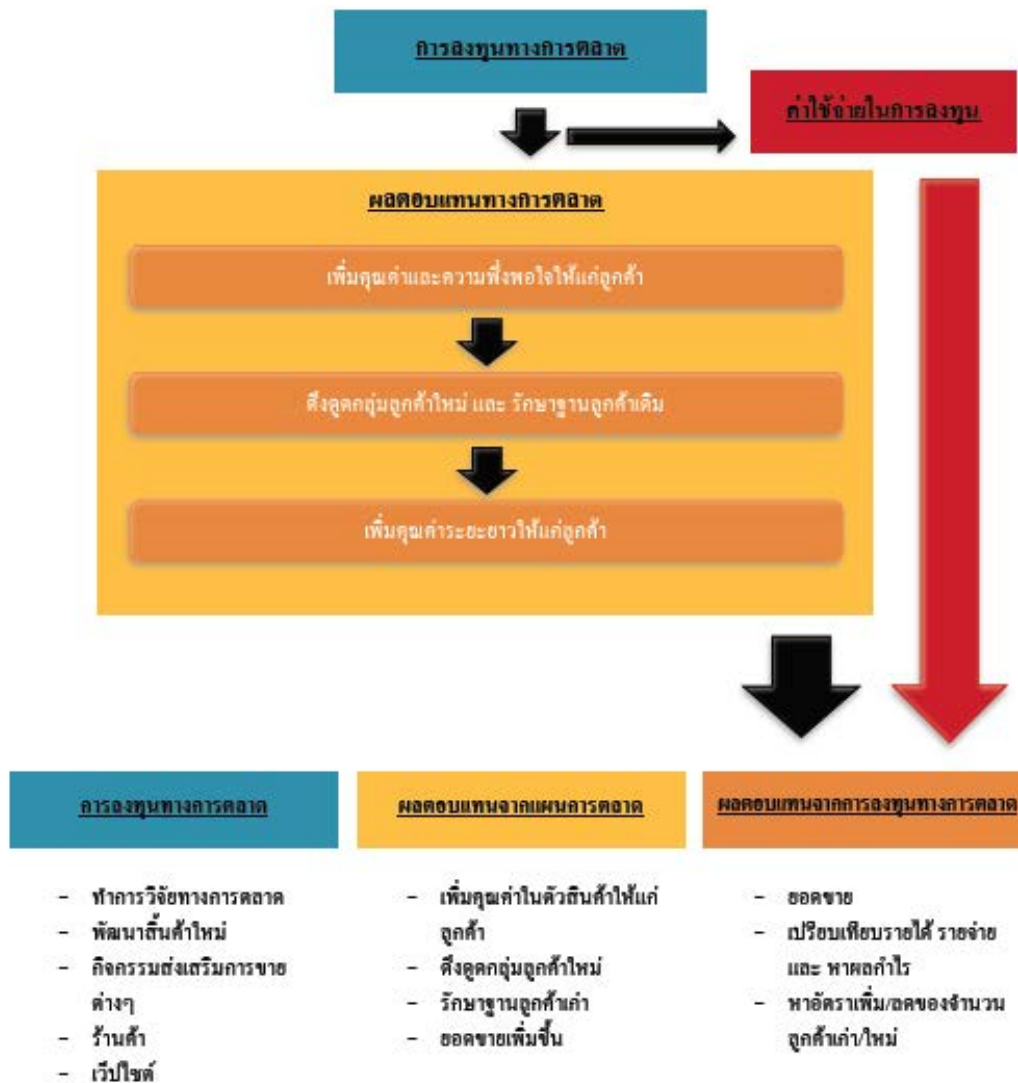 การลงทุนทางการตลาด
ค่าใช้จ่ายในการลงทุน
ผลตอบแทนทางการตลาด
เพิ่มคุณค่าและความพึ่งพอใจให้แก่ลูกค้า
ดึงดูดกลุ่มลูกค้าใหม่ และ รักษาฐานลูกค้าเดิม
เพิ่มคุณค่าระยะยาวให้แก่ลูกค้า
การลงทุนทางการตลาด
- ทำการวิจัยทางการตลาด
- พัฒนาสิ้นค้าใหม่
- กิจกรรมส่งเสริมการขาย
ต่างๆ
- ร้านค้า
- เว็ปไซต์
ผลตอบแทนจากแผนการตลาด
- เพิ่มคุณค่าในตัวสินค้าให้แก่
ลูกค้า
- ดึงดูดกลุ่มลูกค้าใหม่
- รักษาฐานลูกค้าเก่า
- ยอดขายเพิ่มขึ้น
ผลตอบแทนจากการลงทุนทางการตลาด
- ยอดขาย
- เปรียบเทียบรายได้ รายจ่าย
และ หาผลกำไร
- หาอัตราเพิ่ม/ลดของจำนวน
ลูกค้าเก่า/ใหม่